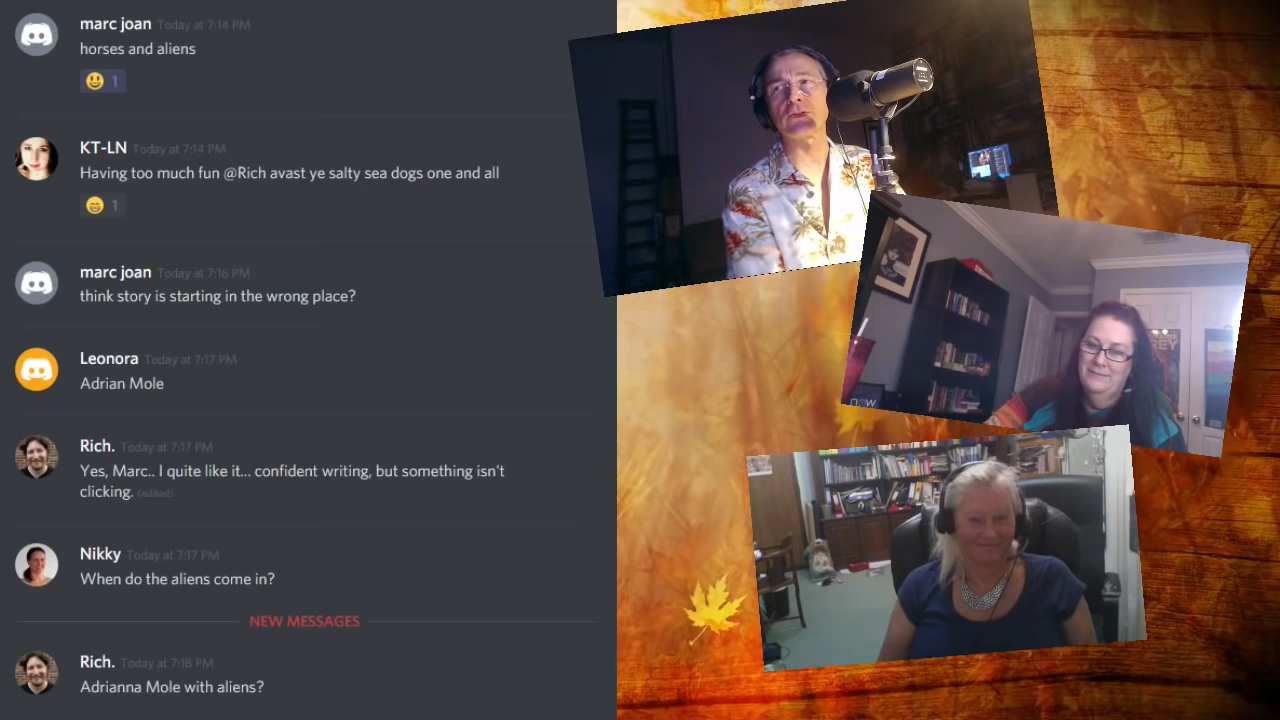 marc joan Today at 7:14 PM
horses and aliens
1
KT-LN Today at 7:14 PM
Having too much fun @Rich avast ye salty sea dogs one and all
1
marc joan Today at 7:16 PM
think story is starting in the wrong place?
Leonora Today at 7:17 PM
Adrian Mole
Rich. Today at 7:17 PM
Yes, Marc.. I quite like it... confident writing, but something isn't
clicking. (edited)
Nikky Today at 7:17 PM
When do the aliens come in?
NEW MESSAGES
Rich. Today at 7:18 PM
Adrianna Mole with aliens?
now